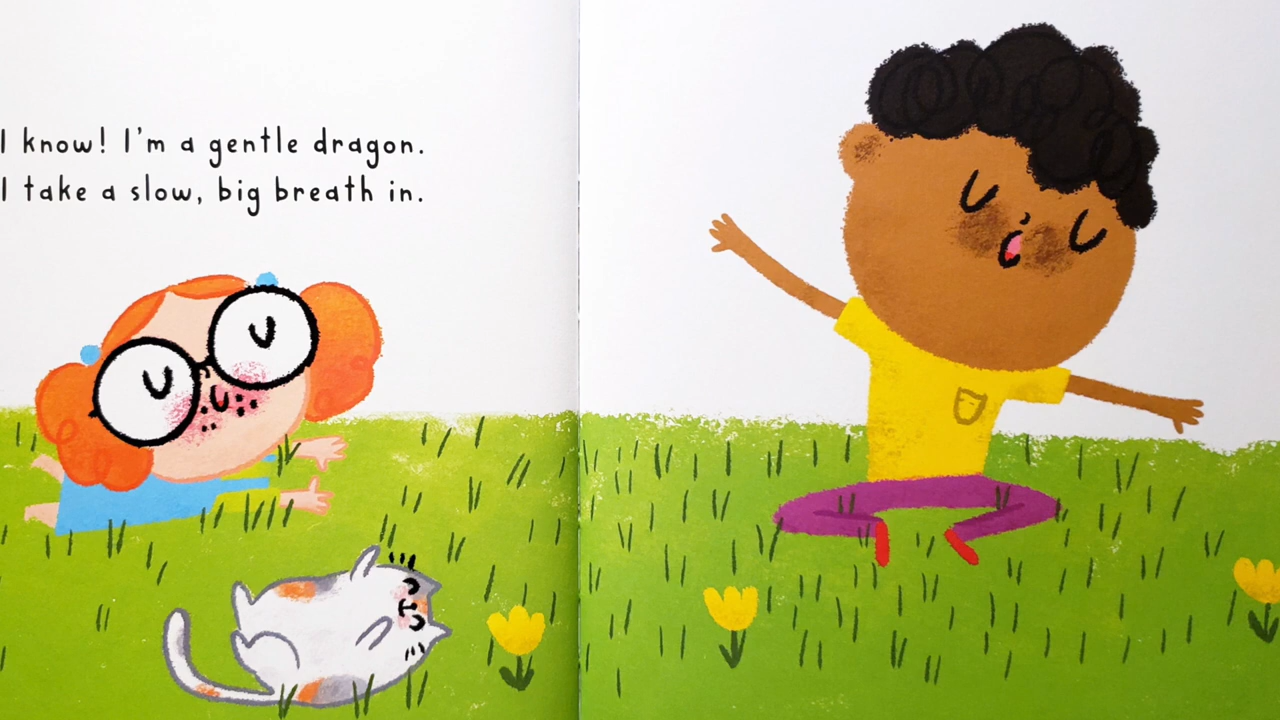 I know! I'm a gentle dragon.
I take a slow, big breath in.